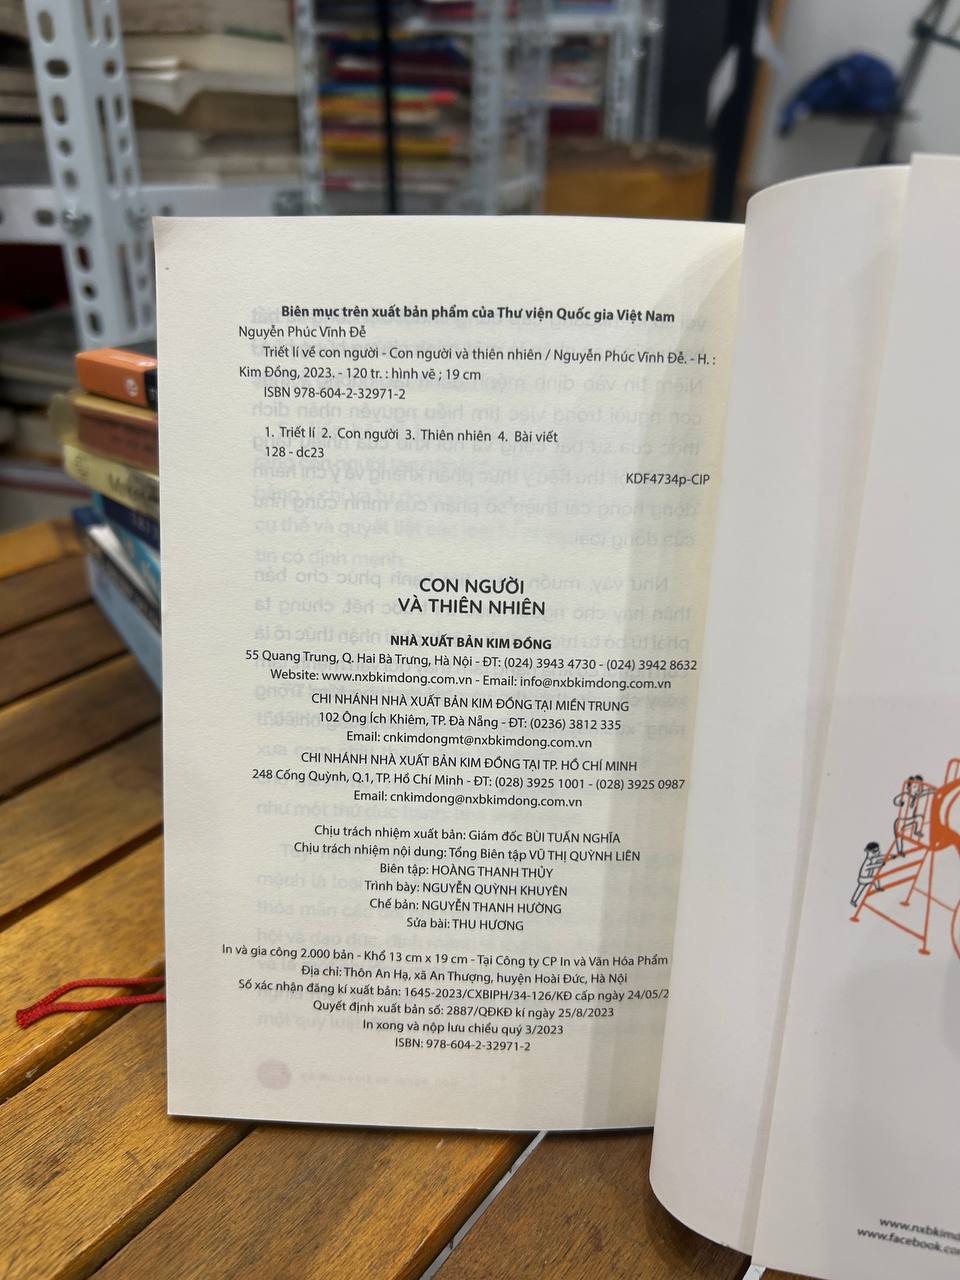 Biên mục trên xuất bản phẩm của Thư viện Quốc gia Việt Nam
Nguyễn Phúc Vĩnh Đễ
Triết lí về con người - Con người và thiên nhiên / Nguyễn Phúc Vĩnh Đễ. - H. :
Kim Đồng, 2023. - 120 tr. : hình vẽ ; 19 cm
ISBN 978-604-2-32971-2
1. Triết lí 2. Con người 3. Thiên nhiên 4. Bài viết
128 - dc23
KDF4734p-CIP
CON NGƯỜI
VÀ THIÊN NHIÊN
NHÀ XUẤT BẢN KIM ĐỒNG
55 Quang Trung, Q. Hai Bà Trưng, Hà Nội - ĐT: (024) 3943 4730 - (024) 3942 8632
Website: www.nxbkimdong.com.vn - Email: info@nxbkimdong.com.vn
CHI NHÁNH NHÀ XUẤT BẢN KIM ĐỒNG TẠI MIỀN TRUNG
102 Ông Ích Khiêm, TP. Đà Nẵng - ĐT: (0236) 3812 335
Email: cnkimdongmt@nxbkimdong.com.vn
CHI NHÁNH NHÀ XUẤT BẢN KIM ĐỒNG TẠI TP. HỒ CHÍ MINH
248 Cống Quỳnh, Q.1, TP. Hồ Chí Minh - ĐT: (028) 3925 1001 - (028) 3925 0987
Email: cnkimdong@nxbkimdong.com.vn
Chịu trách nhiệm xuất bản: Giám đốc BÙI TUẤN NGHĨA
Chịu trách nhiệm nội dung: Tổng Biên tập VŨ THỊ QUỲNH LIÊN
Biên tập: HOÀNG THANH THỦY
Trình bày: NGUYỄN QUỲNH KHUYÊN
Chế bản: NGUYỄN THANH HƯỜNG
Sửa bài: THU HƯƠNG
In và gia công 2.000 bản - Khổ 13 cm x 19 cm - Tại Công ty CP In và Văn Hóa Phẩm
Địa chỉ: Thôn An Hạ, xã An Thượng, huyện Hoài Đức, Hà Nội
Số xác nhận đăng kí xuất bản: 1645-2023/CXBIPH/34-126/KĐ cấp ngày 24/05/2
Quyết định xuất bản số: 2887/QĐKĐ kí ngày 25/8/2023
In xong và nộp lưu chiểu quý 3/2023
ISBN: 978-604-2-32971-2
www.nxbkimd
www.facebook.co